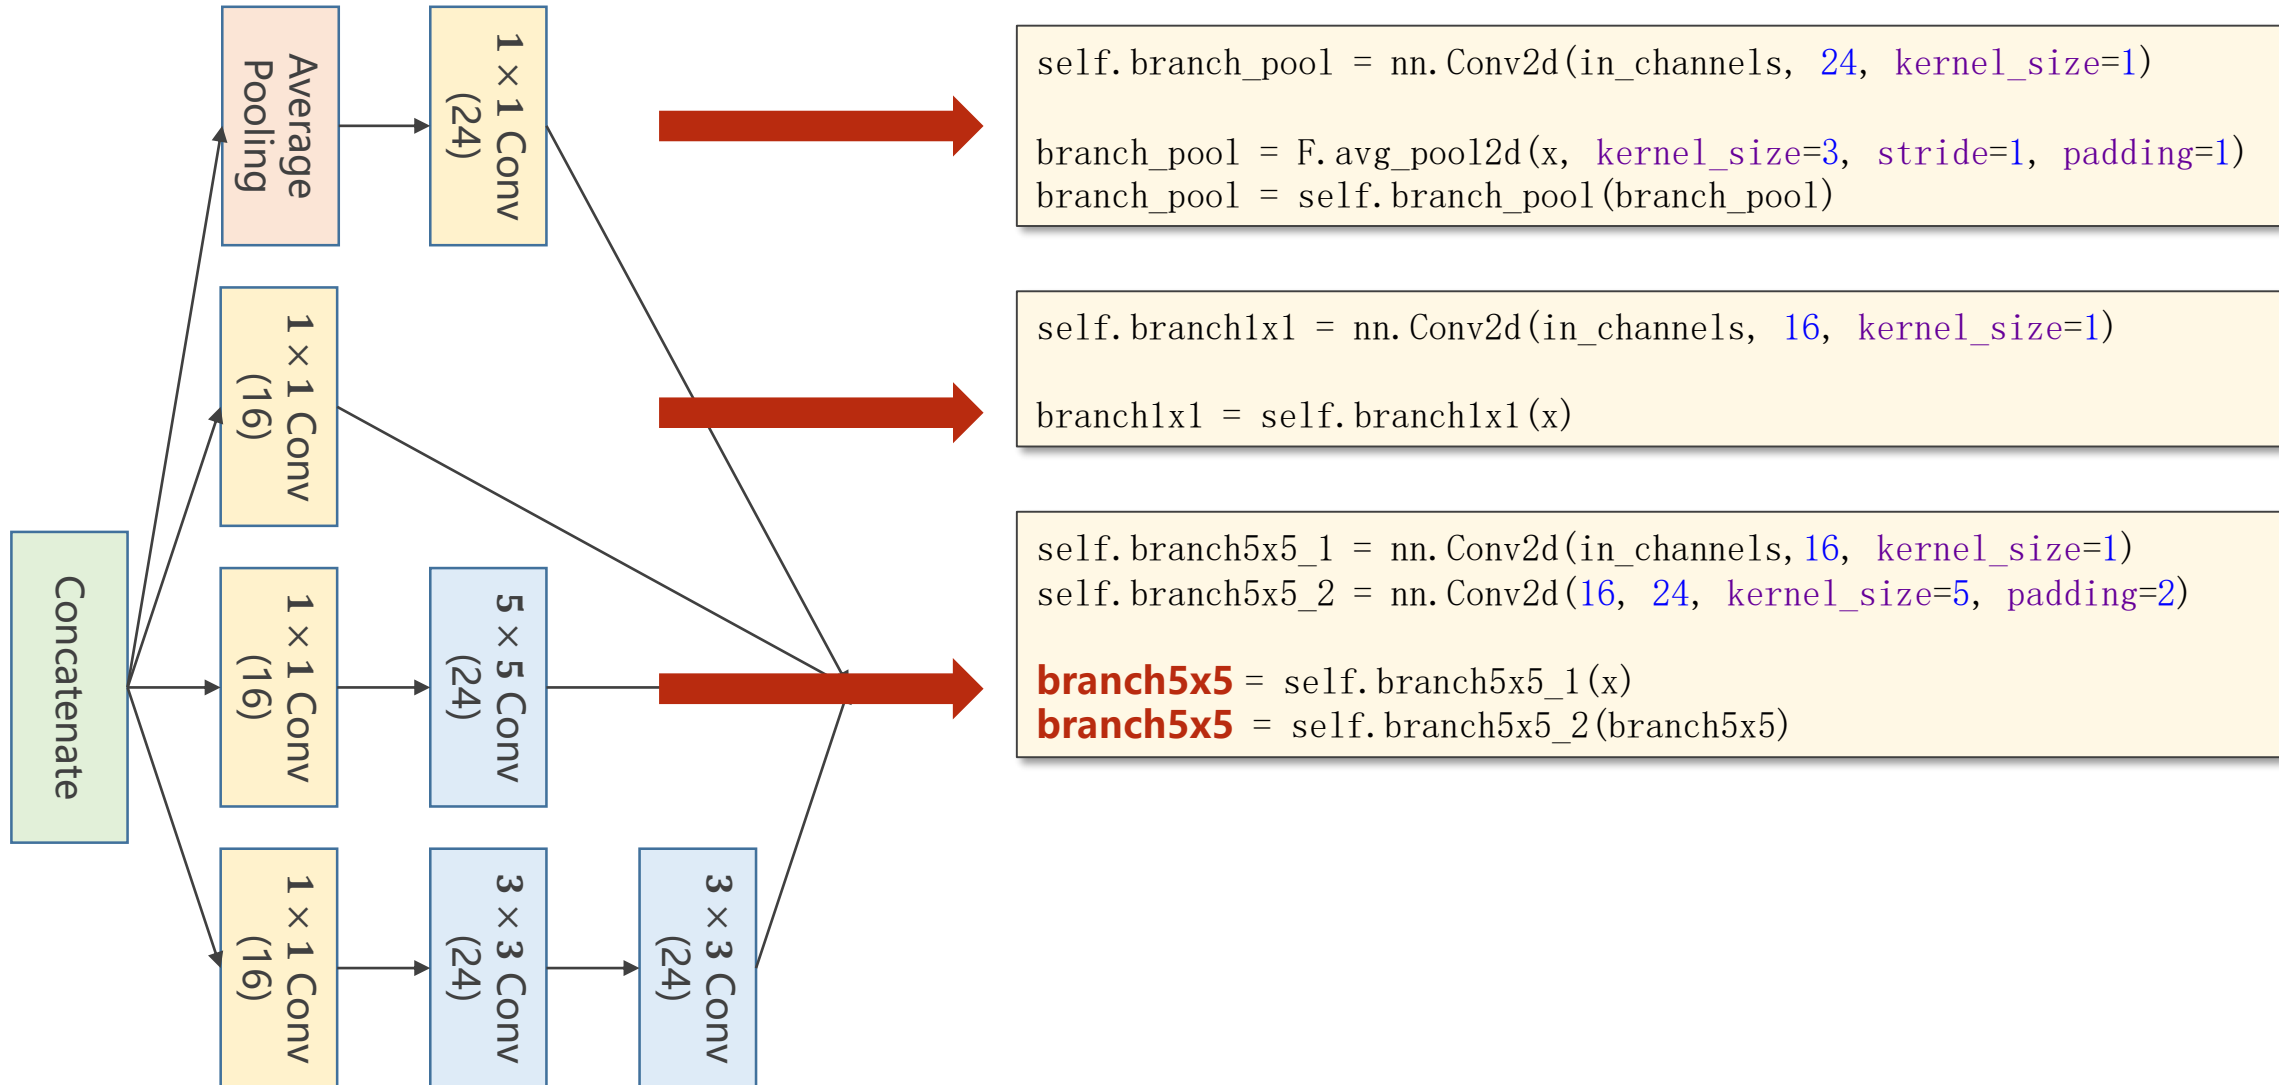 Average
Pooling
1 × 1 Conv
(24)
self.branch_pool = nn.Conv2d(in_channels, 24, kernel_size=1)
branch_pool = F.avg_pool2d(x, kernel_size=3, stride=1, padding=1)
branch_pool = self.branch_pool(branch_pool)
1 × 1 Conv
(16)
self.branch1x1 = nn.Conv2d(in_channels, 16, kernel_size=1)
branch1x1 = self.branch1x1(x)
Concatenate
1 × 1 Conv
(16)
5 × 5 Conv
(24)
self.branch5x5_1 = nn.Conv2d(in_channels, 16, kernel_size=1)
self.branch5x5_2 = nn.Conv2d(16, 24, kernel_size=5, padding=2)
branch5x5 = self.branch5x5_1(x)
branch5x5 = self.branch5x5_2(branch5x5)
1 × 1 Conv
(16)
3 × 3 Conv
(24)
3 × 3 Conv
(24)